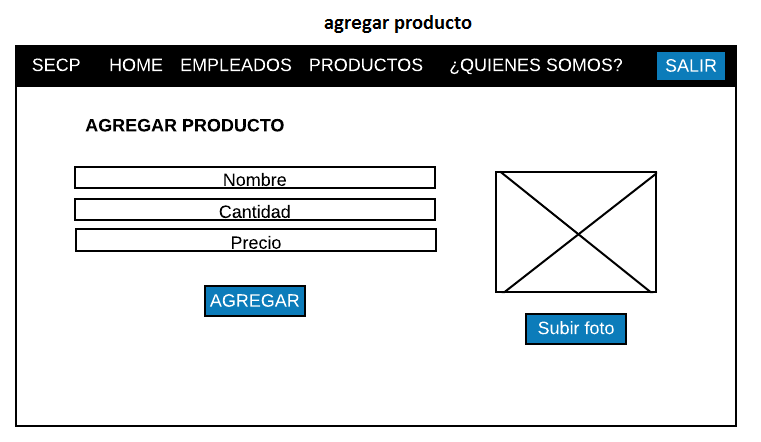 agregar producto
SECP HOME EMPLEADOS PRODUCTOS ¿QUIENES SOMOS? SALIR
AGREGAR PRODUCTO
Nombre
Cantidad
Precio
AGREGAR
Subir foto